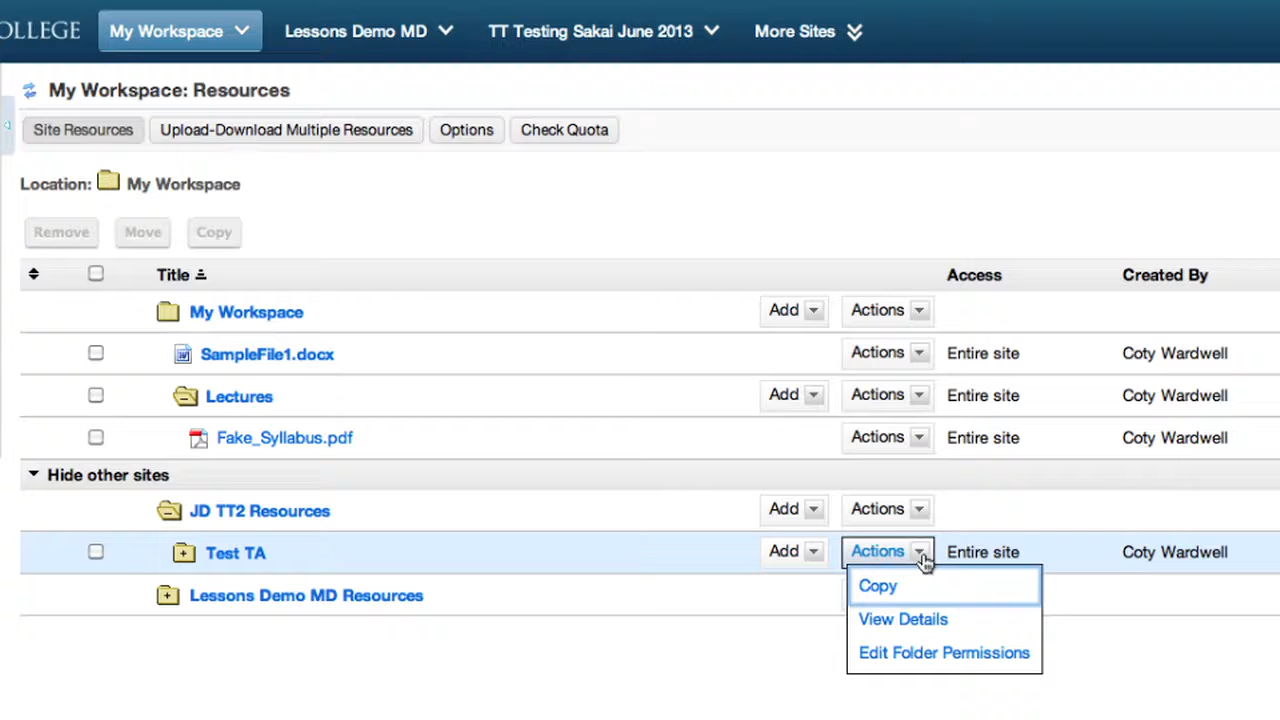 OLLEGE My Workspace Lessons Demo MD TT Testing Sakai June 2013 More Sites
My Workspace: Resources
Site Resources Upload-Download Multiple Resources Options Check Quota
Location: My Workspace
Remove Move Copy
Title Access Created By
My Workspace Add Actions
SampleFile1.docx Actions Entire site Coty Wardwell
Lectures Add Actions Entire site Coty Wardwell
Fake_Syllabus.pdf Actions Entire site Coty Wardwell
Hide other sites
JD TT2 Resources Add Actions
Test TA Add Actions Entire site Coty Wardwell
Copy
Lessons Demo MD Resources
View Details
Edit Folder Permissions